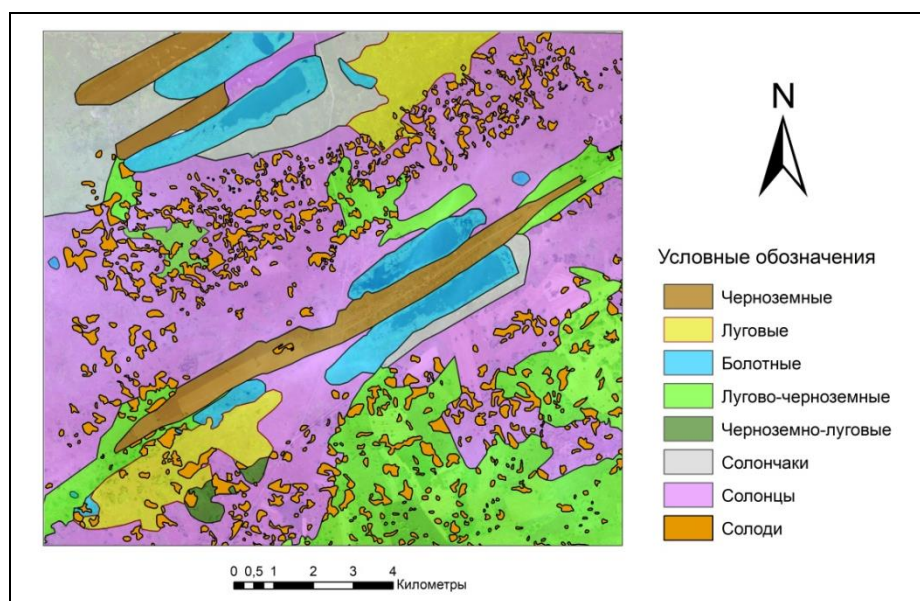 N
Условные обозначения
Черноземные
Луговые
Болотные
Лугово-черноземные
Черноземно-луговые
Солончаки
Солонцы
Солоди
0 0,5 1 2 3 4
Километры